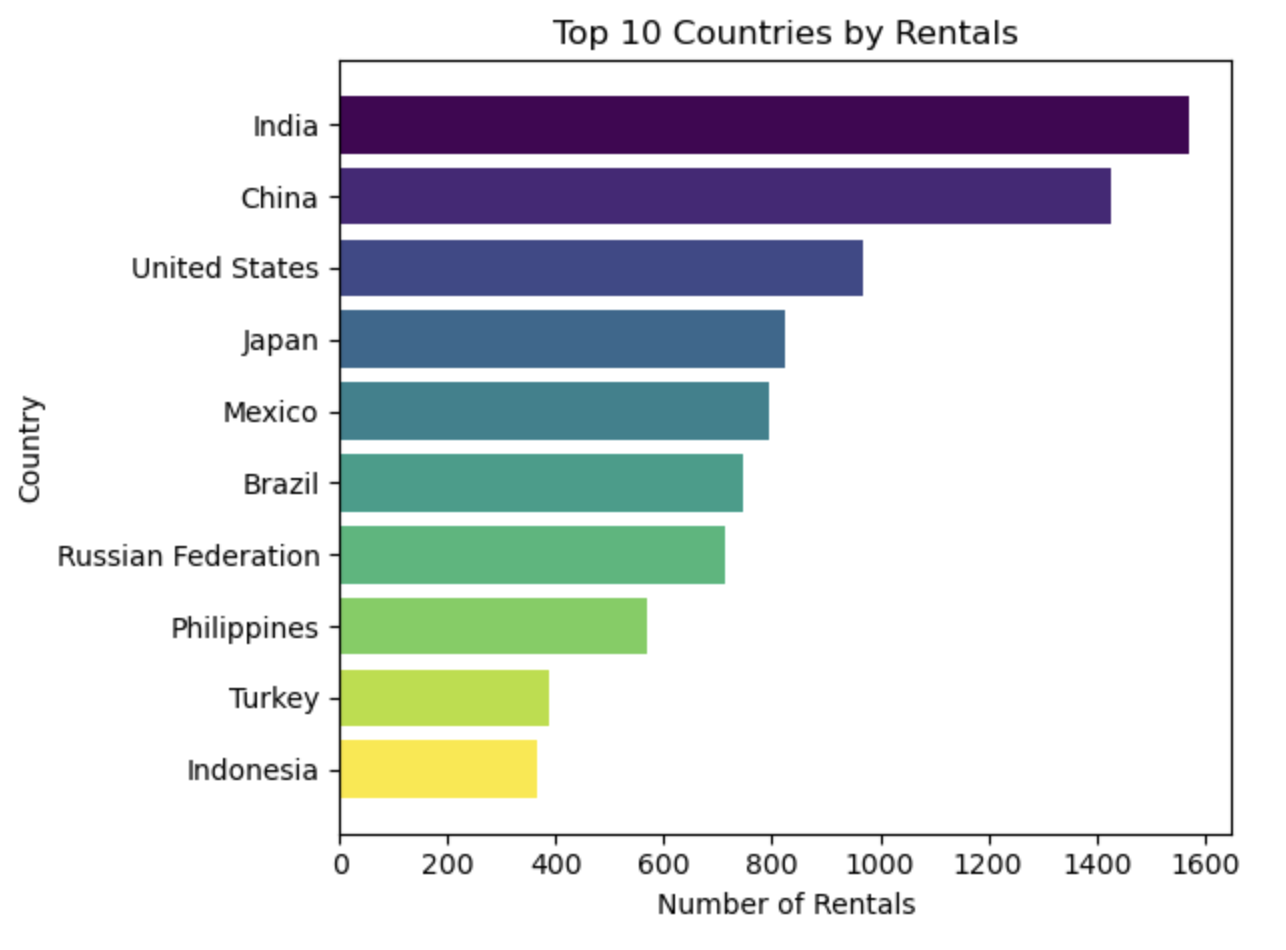 Top 10 Countries by Rentals
Country
India
China
United States
Japan
Mexico
Brazil
Russian Federation
Philippines
Turkey
Indonesia
0 200 400 600 800 1000 1200 1400 1600
Number of Rentals